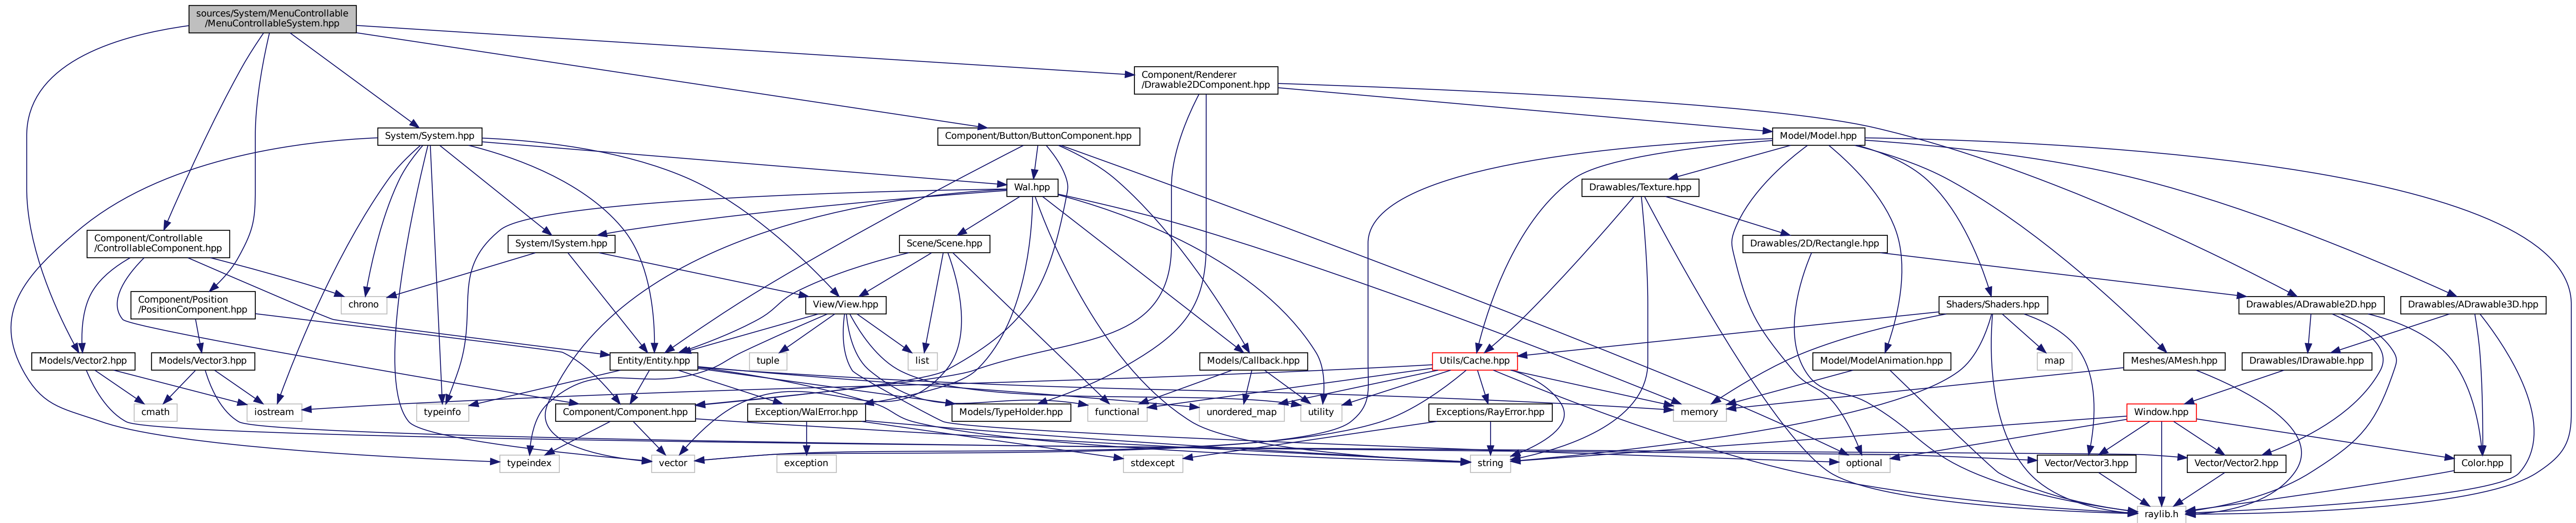 sources/System/MenuControllable
/MenuControllableSystem.hpp
Component/Renderer
/Drawable2DComponent.hpp
System/System.hpp
Component/Button/ButtonComponent.hpp
Model/Model.hpp
Wal.hpp
Drawables/Texture.hpp
Component/Controllable
/ControllableComponent.hpp
System/ISystem.hpp
Scene/Scene.hpp
Drawables/2D/Rectangle.hpp
Component/Position
/PositionComponent.hpp
chrono
View/View.hpp
Shaders/Shaders.hpp
Drawables/ADrawable2D.hpp
Drawables/ADrawable3D.hpp
Models/Vector2.hpp
Models/Vector3.hpp
Entity/Entity.hpp
tuple
list
Models/Callback.hpp
Utils/Cache.hpp
Model/ModelAnimation.hpp
map
Meshes/AMesh.hpp
Drawables/IDrawable.hpp
cmath
iostream
typeinfo
Component/Component.hpp
Exception/WalError.hpp
Models/TypeHolder.hpp
functional
unordered_map
utility
Exceptions/RayError.hpp
memory
Window.hpp
typeindex
vector
exception
stdexcept
string
optional
Vector/Vector3.hpp
Vector/Vector2.hpp
Color.hpp
raylib.h